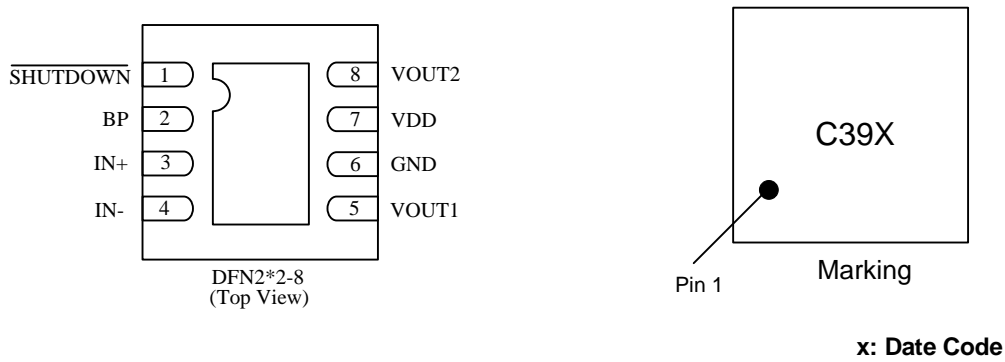 SHUTDOWN 1 8 VOUT2
BP 2 7 VDD
IN+ 3 6 GND
IN- 4 5 VOUT1
DFN2*2-8
(Top View)
C39X
Pin 1
Marking
x: Date Code